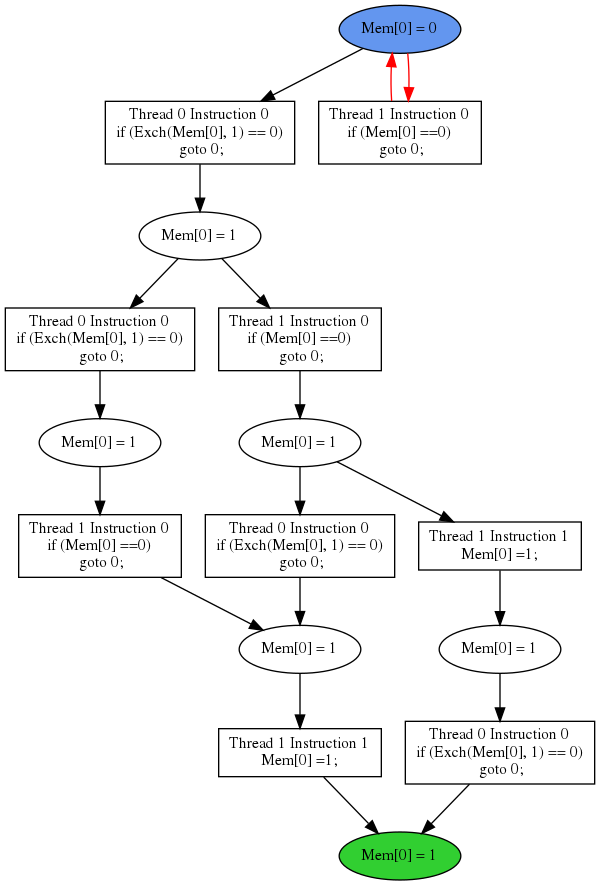 Mem[0] = 0
Thread 0 Instruction 0
if (Exch(Mem[0], 1) == 0)
goto 0;
Thread 1 Instruction 0
if (Mem[0] ==0)
goto 0;
Mem[0] = 1
Thread 0 Instruction 0
if (Exch(Mem[0], 1) == 0)
goto 0;
Thread 1 Instruction 0
if (Mem[0] ==0)
goto 0;
Mem[0] = 1
Mem[0] = 1
Thread 1 Instruction 0
if (Mem[0] ==0)
goto 0;
Thread 0 Instruction 0
if (Exch(Mem[0], 1) == 0)
goto 0;
Thread 1 Instruction 1
Mem[0] =1;
Mem[0] = 1
Mem[0] = 1
Thread 1 Instruction 1
Mem[0] =1;
Thread 0 Instruction 0
if (Exch(Mem[0], 1) == 0)
goto 0;
Mem[0] = 1